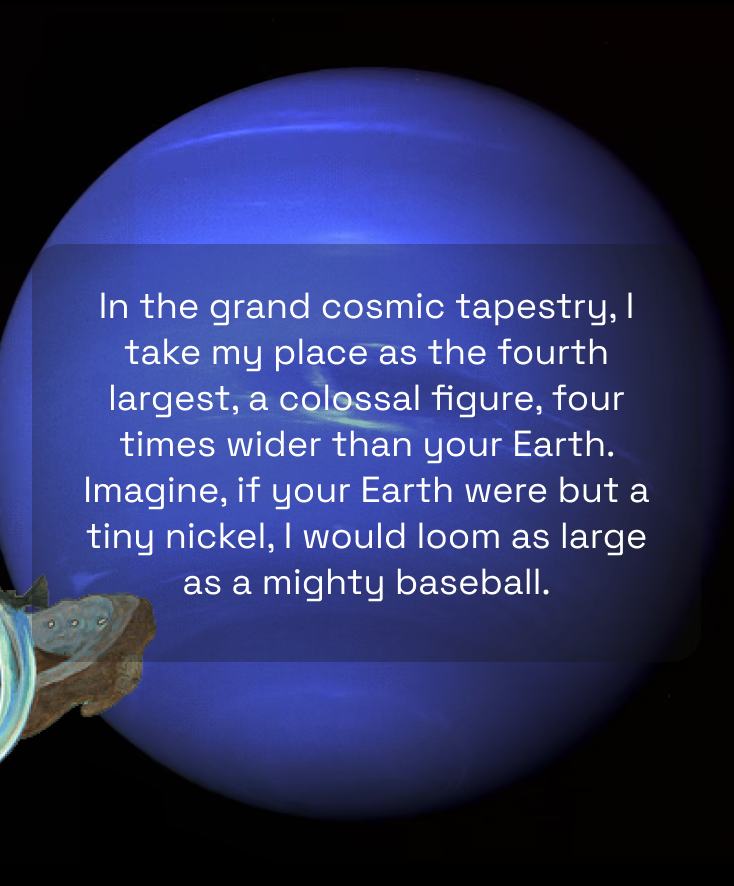 In the grand cosmic tapestry, I
take my place as the fourth
largest, a colossal figure, four
times wider than your Earth.
Imagine, if your Earth were but a
tiny nickel, I would loom as large
as a mighty baseball.